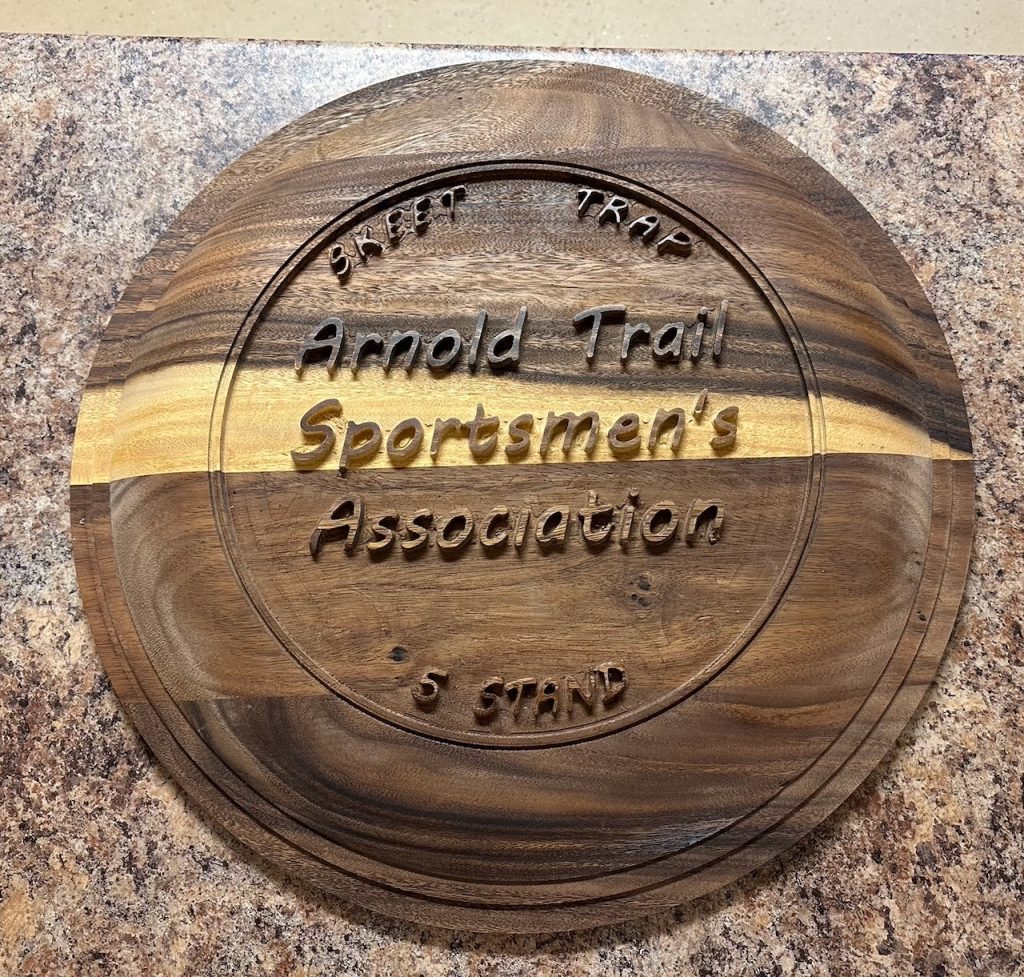 SKEET TRAP
Arnold Trail
Sportsmen's
Association
5 STAND